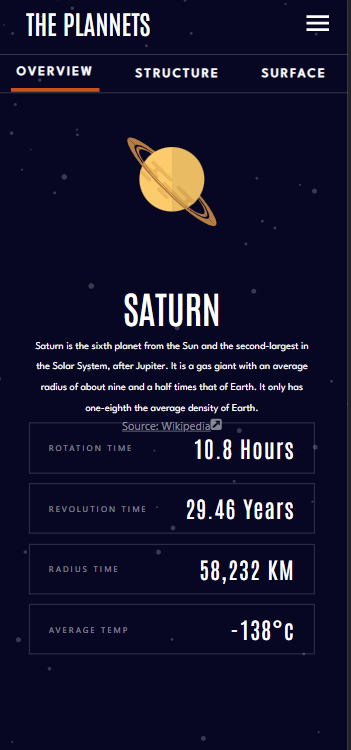 THE PLANNETS
OVERVIEW STRUCTURE SURFACE
SATURN
Saturn is the sixth planet from the Sun and the second-largest in
the Solar System, after Jupiter. It is a gas giant with an average
radius of about nine and a half times that of Earth. It only has
one-eighth the average density of Earth.
Source: Wikipedia
ROTATION TIME 10.8 Hours
REVOLUTION TIME 29.46 Years
RADIUS TIME 58,232 KM
AVERAGE TEMP -138°c